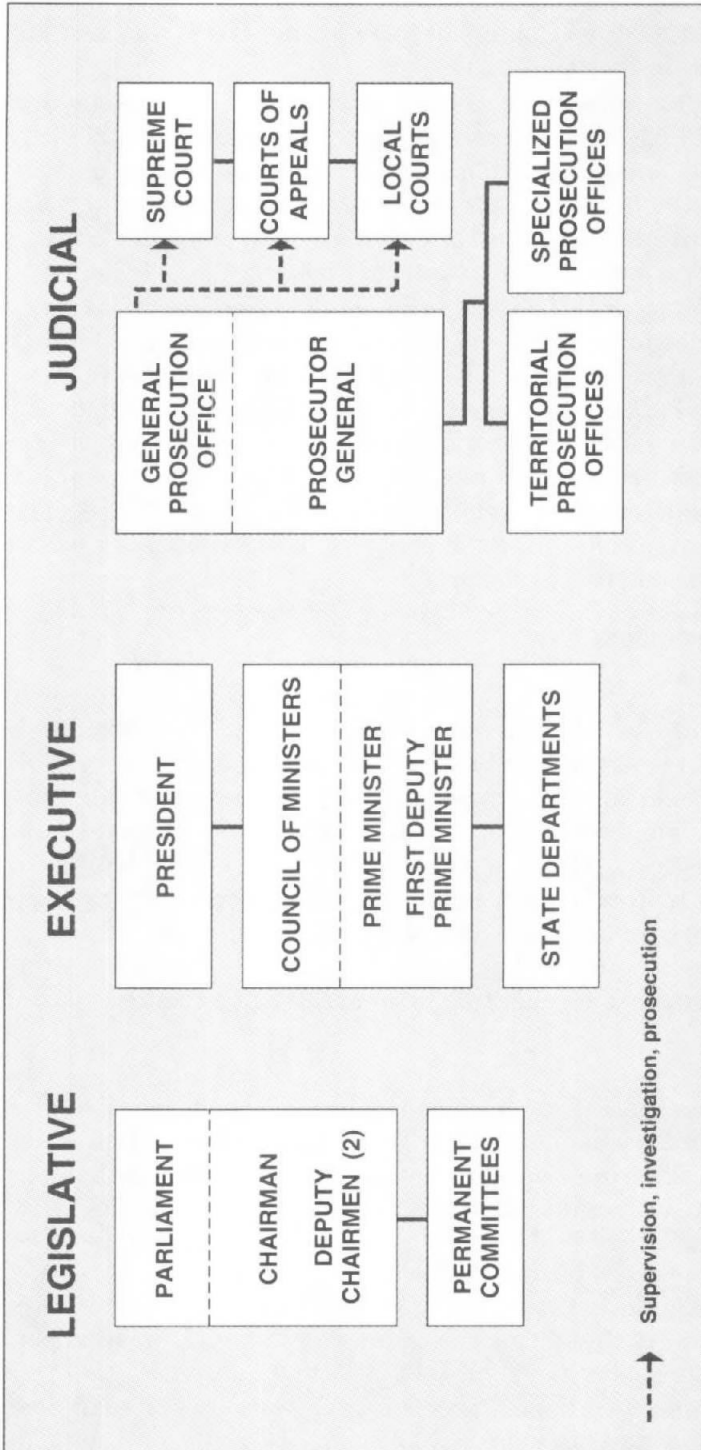 LEGISLATIVE
PARLIAMENT
CHAIRMAN
DEPUTY
CHAIRMEN (2)
PERMANENT
COMMITTEES
EXECUTIVE
PRESIDENT
COUNCIL OF MINISTERS
PRIME MINISTER
FIRST DEPUTY
PRIME MINISTER
STATE DEPARTMENTS
JUDICIAL
GENERAL
PROSECUTION
OFFICE
PROSECUTOR
GENERAL
SUPREME
COURT
COURTS OF
APPEALS
LOCAL
COURTS
TERRITORIAL
PROSECUTION
OFFICES
SPECIALIZED
PROSECUTION
OFFICES
Supervision, investigation, prosecution